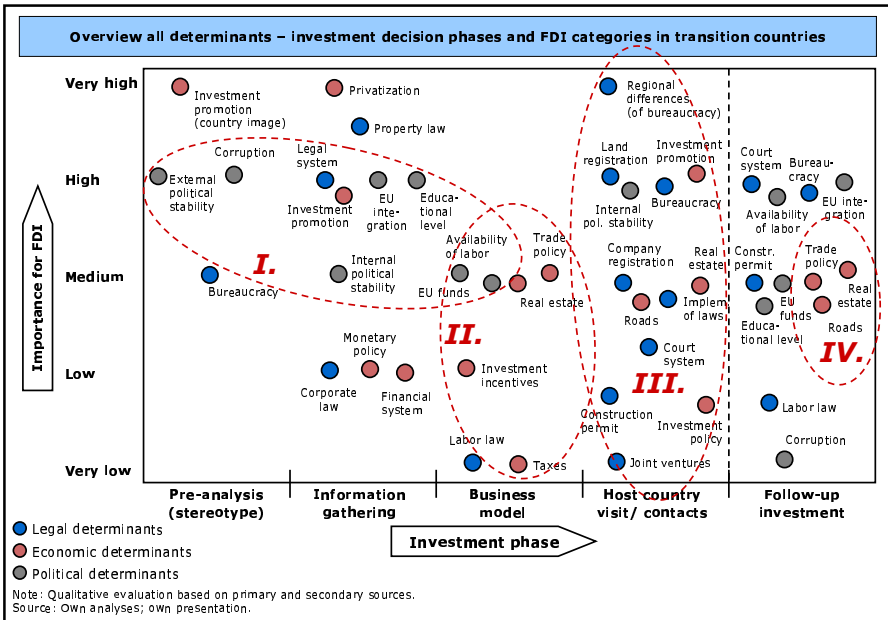 Overview all determinants – investment decision phases and FDI categories in transition countries
Importance for FDI
Very high
High
Medium
Low
Very low
Investment
promotion
(country image)
External
political
stability
Corruption
I.
Bureaucracy
Privatization
Property law
Legal
system
Investment
promotion
EU
inte-
gration
Educa-
tional
level
Internal
political
stability
Monetary
policy
Corporate
law
Financial
system
Availability
of labor
EU funds
Trade
policy
Real estate
II.
Investment
incentives
Labor law
Taxes
Regional
differences
(of bureaucracy)
Land
registration
Investment
promotion
Internal
pol. stability
Bureaucracy
Company
registration
Real
estate
Roads
Implem.
of laws
Court
system
III.
Construction
permit
Investment
policy
Joint ventures
Court
system
Bureau-
cracy
Availability
of labor
EU inte-
gration
Constr.
permit
EU
funds
Educa-
tional level
Trade
policy
Real
estate
Roads
IV.
Labor law
Corruption
Pre-analysis
(stereotype)
Information
gathering
Business
model
Host country
visit/ contacts
Follow-up
investment
Investment phase
Legal determinants
Economic determinants
Political determinants
Note: Qualitative evaluation based on primary and secondary sources.
Source: Own analyses; own presentation.